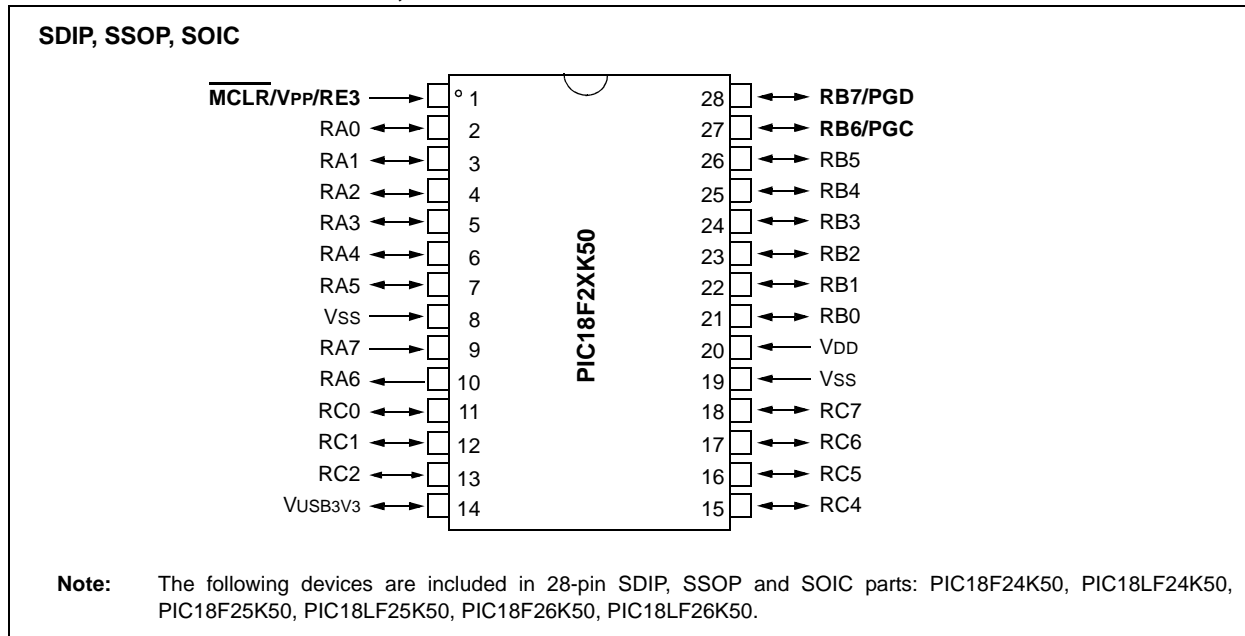 SDIP, SSOP, SOIC
MCLR/VPP/RE3 1 28 RB7/PGD
RA0 2 27 RB6/PGC
RA1 3 26 RB5
RA2 4 25 RB4
RA3 5 24 RB3
RA4 6 23 RB2
RA5 7 22 RB1
VSS 8 21 RB0
RA7 9 20 VDD
RA6 10 19 VSS
RC0 11 18 RC7
RC1 12 17 RC6
RC2 13 16 RC5
VUSB3V3 14 15 RC4
PIC18F2XK50
Note: The following devices are included in 28-pin SDIP, SSOP and SOIC parts: PIC18F24K50, PIC18LF24K50,
PIC18F25K50, PIC18LF25K50, PIC18F26K50, PIC18LF26K50.